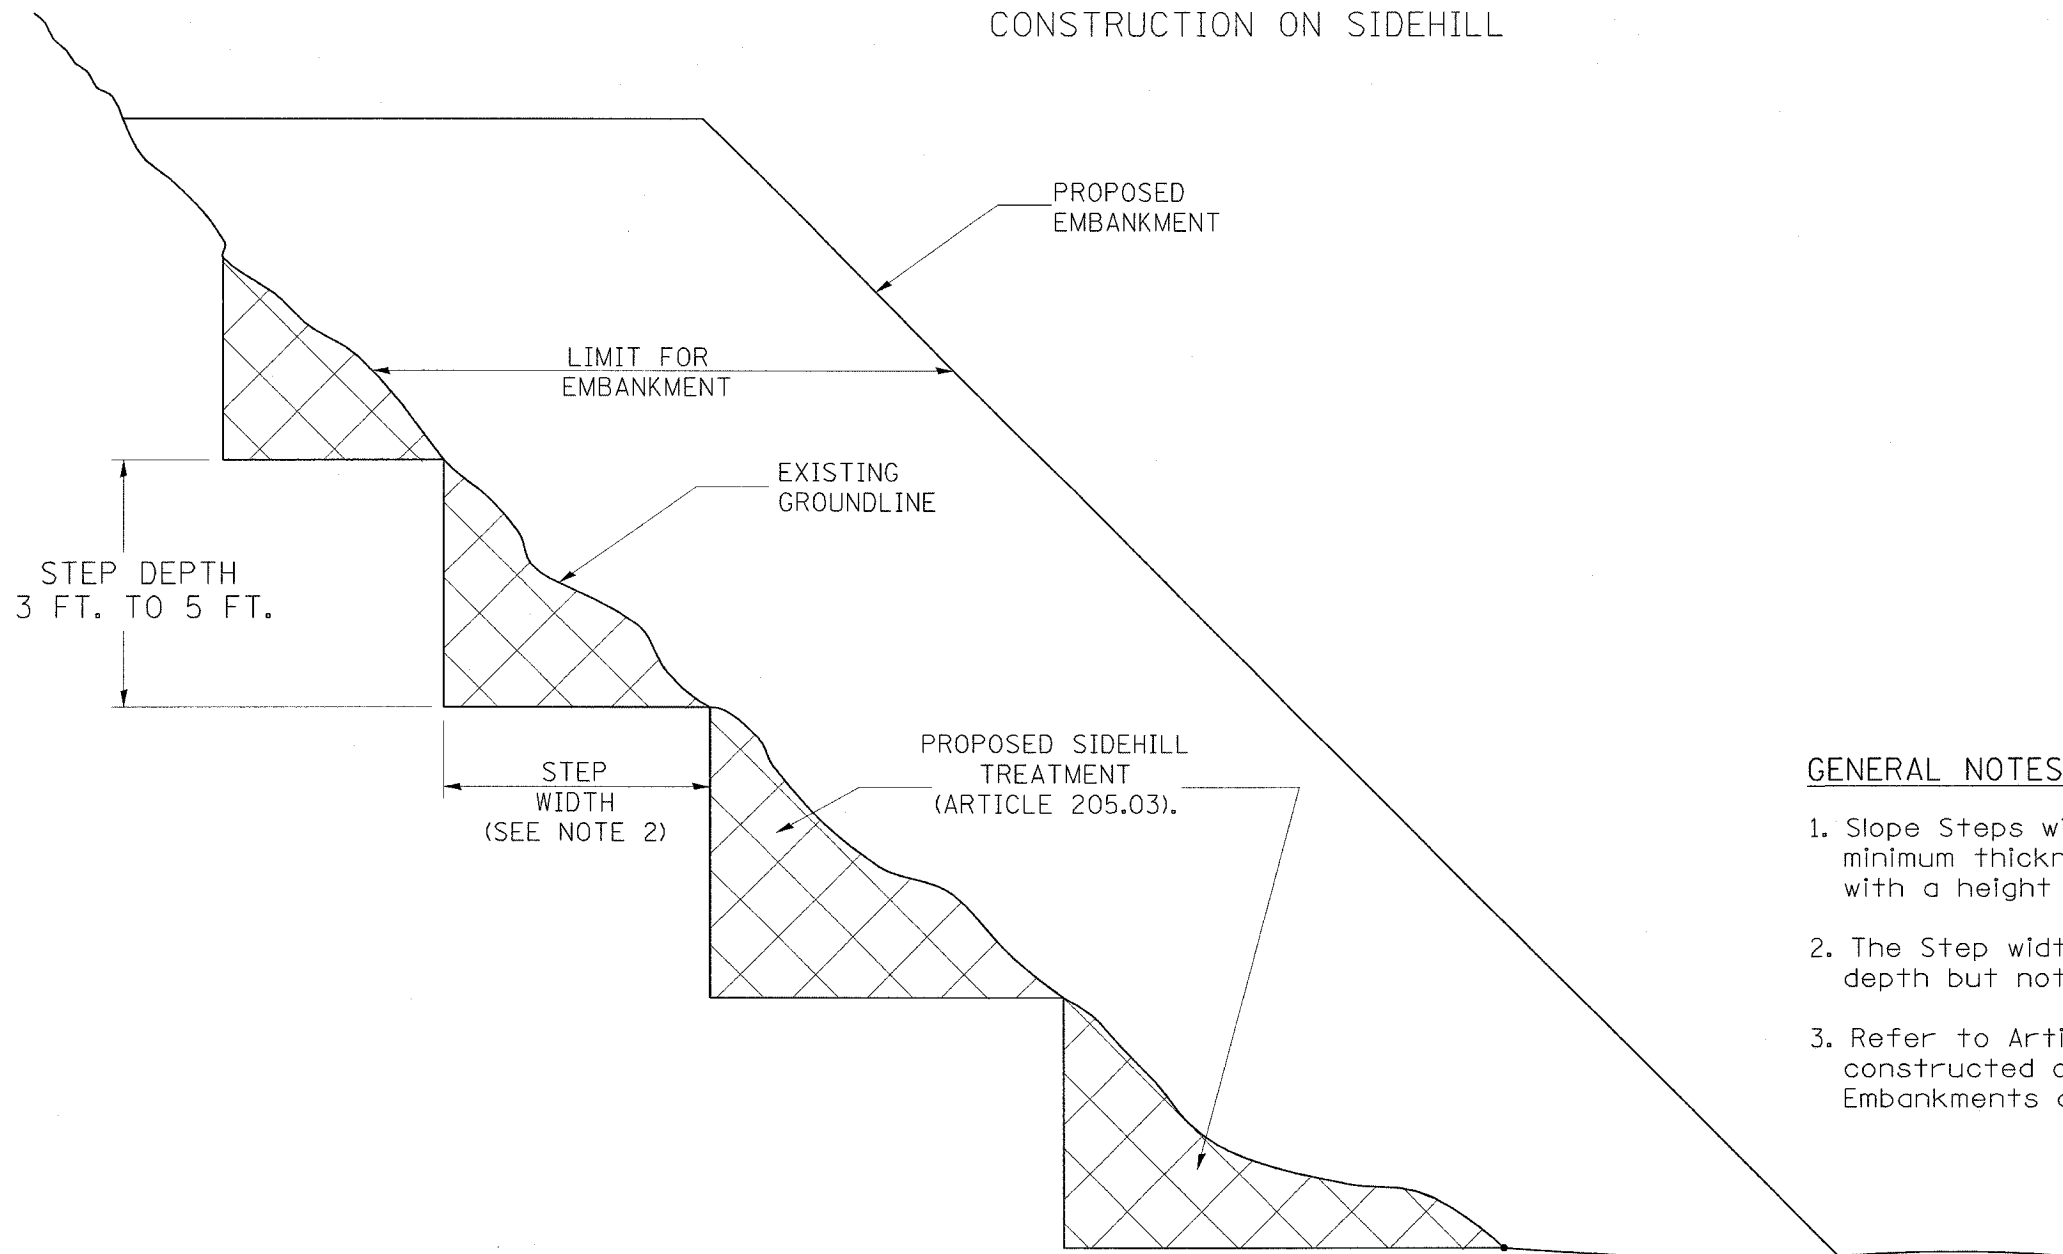 CONSTRUCTION ON SIDEHILL
PROPOSED
EMBANKMENT
LIMIT FOR
EMBANKMENT
EXISTING
GROUNDLINE
STEP DEPTH
3 FT. TO 5 FT.
STEP
WIDTH
(SEE NOTE 2)
PROPOSED SIDEHILL
TREATMENT
(ARTICLE 205.03).
GENERAL NOTES
1. Slope Steps
minimum
with a height
2. The Step
depth but not
3. Refer to
constructed
Embankments